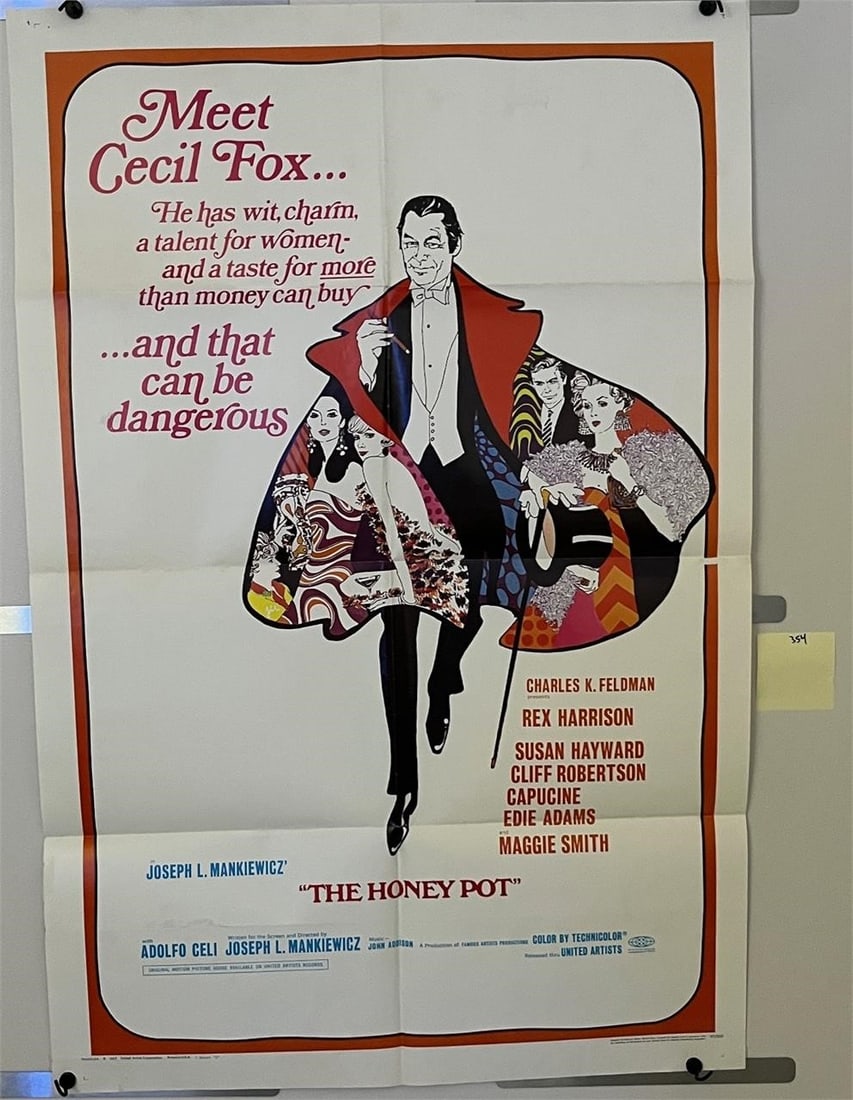 Meet
Cecil Fox...
He has wit, charm,
a talent for women-
and a taste for more
than money can buy
...and that
can be
dangerous
CHARLES K. FELDMAN
presents
REX HARRISON
SUSAN HAYWARD
CLIFF ROBERTSON
CAPUCINE
EDIE ADAMS
and
MAGGIE SMITH
354
in
JOSEPH L. MANKIEWICZ'
"THE HONEY POT"
with ADOLFO CELI
Written for the Screen and Directed by JOSEPH L. MANKIEWICZ
Music JOHN ADDISON
A Production of FAMOUS ARTISTS PRODUCTIONS
COLOR BY TECHNICOLOR®
Released thru UNITED ARTISTS
ORIGINAL MOTION PICTURE SCORE AVAILABLE ON UNITED ARTISTS RECORDS